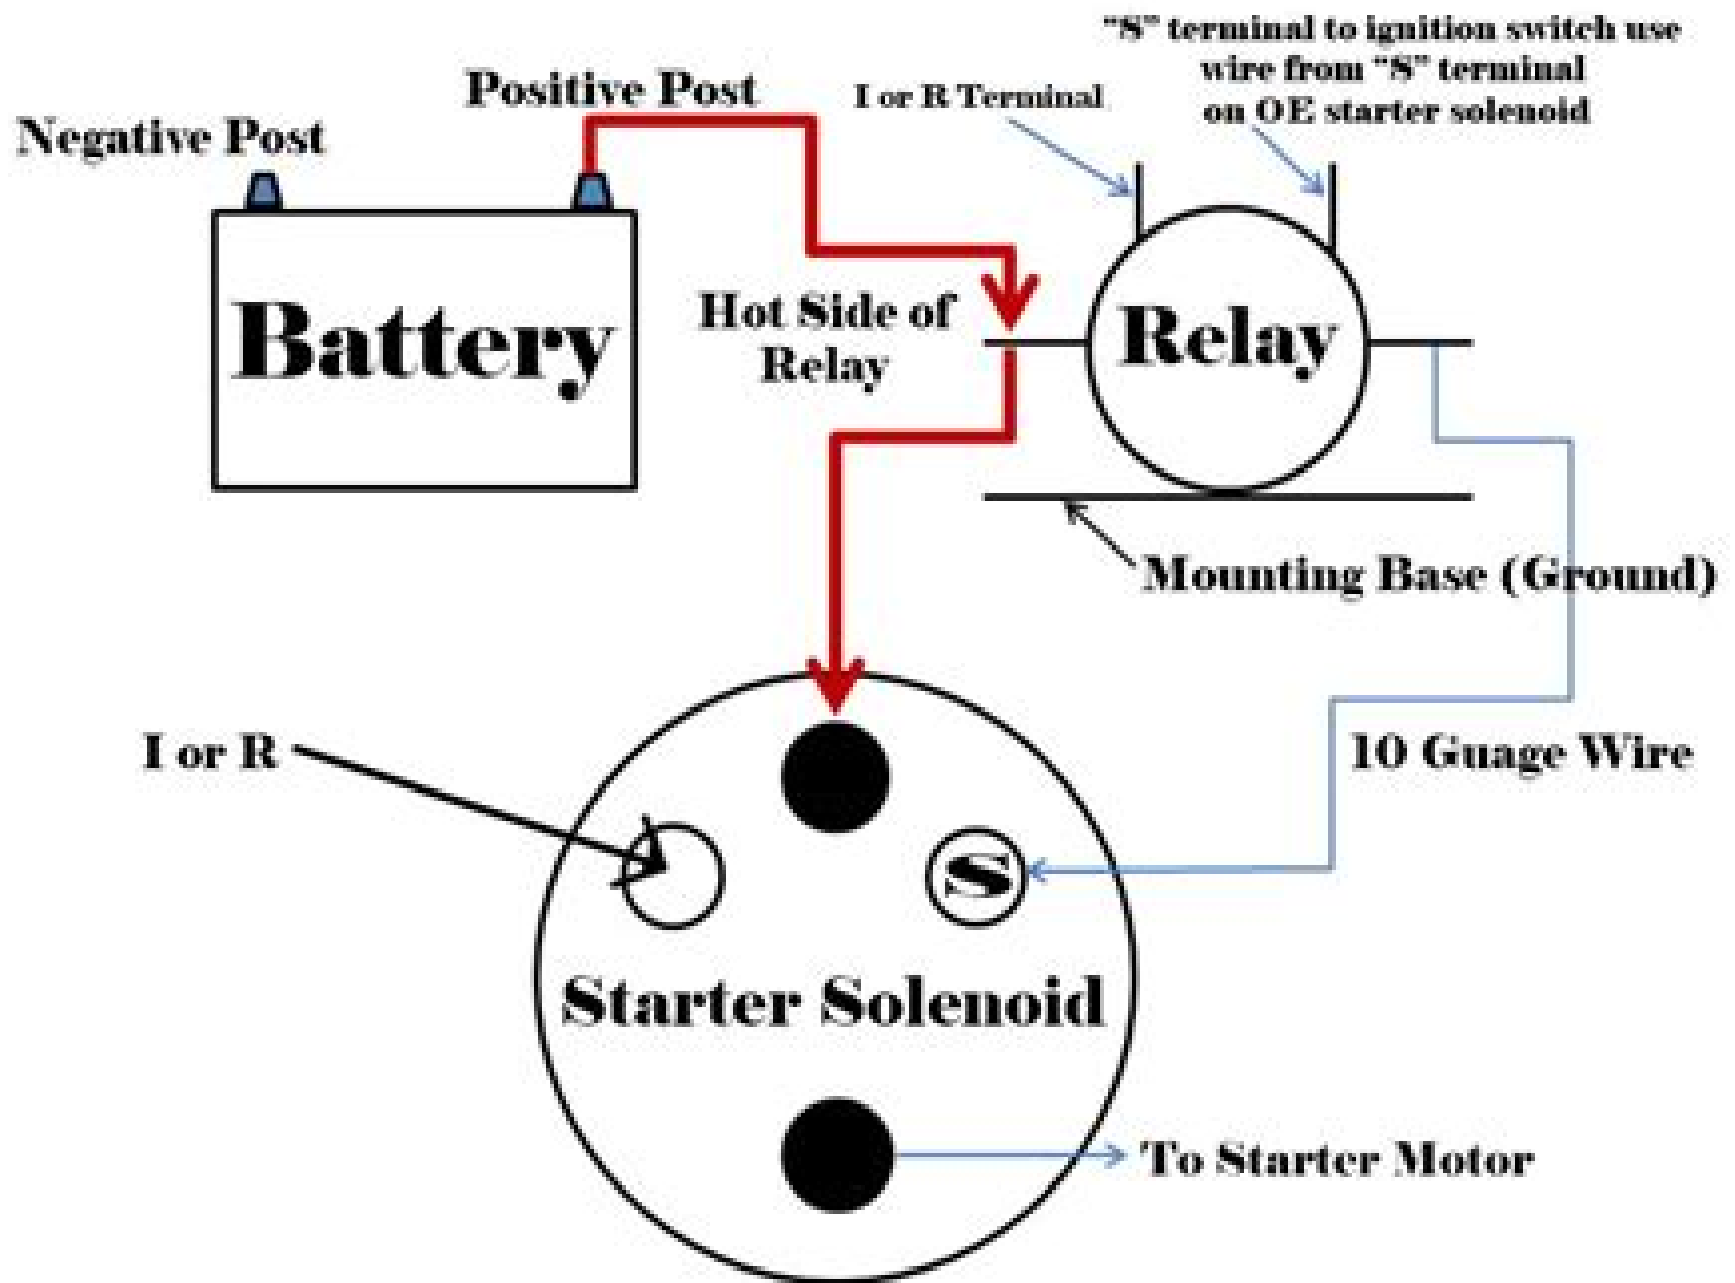 “S” terminal to ignition switch use
wire from “S” terminal
on OE starter solenoid
Positive Post
I or R Terminal
Negative Post
Battery
Hot Side of
Relay
Relay
Mounting Base (Ground)
I or R
10 Guage Wire
S
Starter Solenoid
To Starter Motor